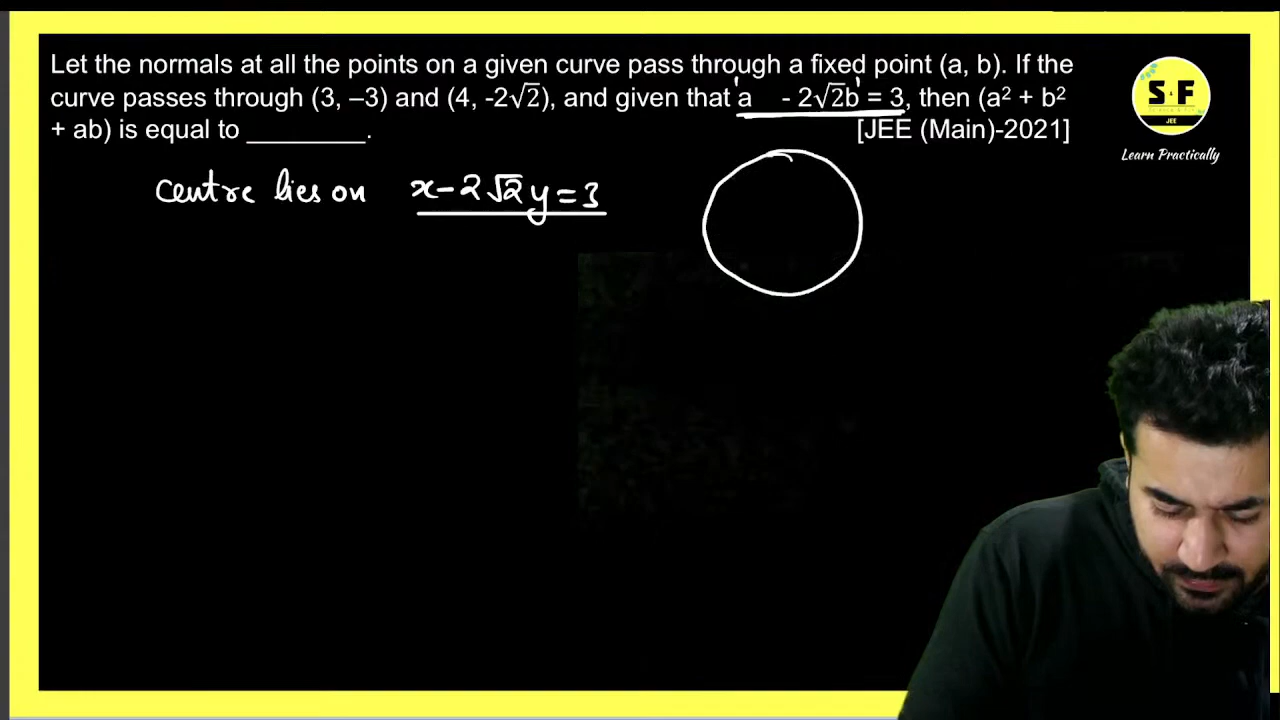 Let the normals at all the points on a given curve pass through a fixed point (a, b). If the
curve passes through (3, –3) and (4, -2√2), and given that 'a - 2√2b' = 3, then (a² + b²
+ ab) is equal to ________.
[JEE (Main)-2021]
S & F
JEE
Learn Practically
Centre lies on x-2√2y=3